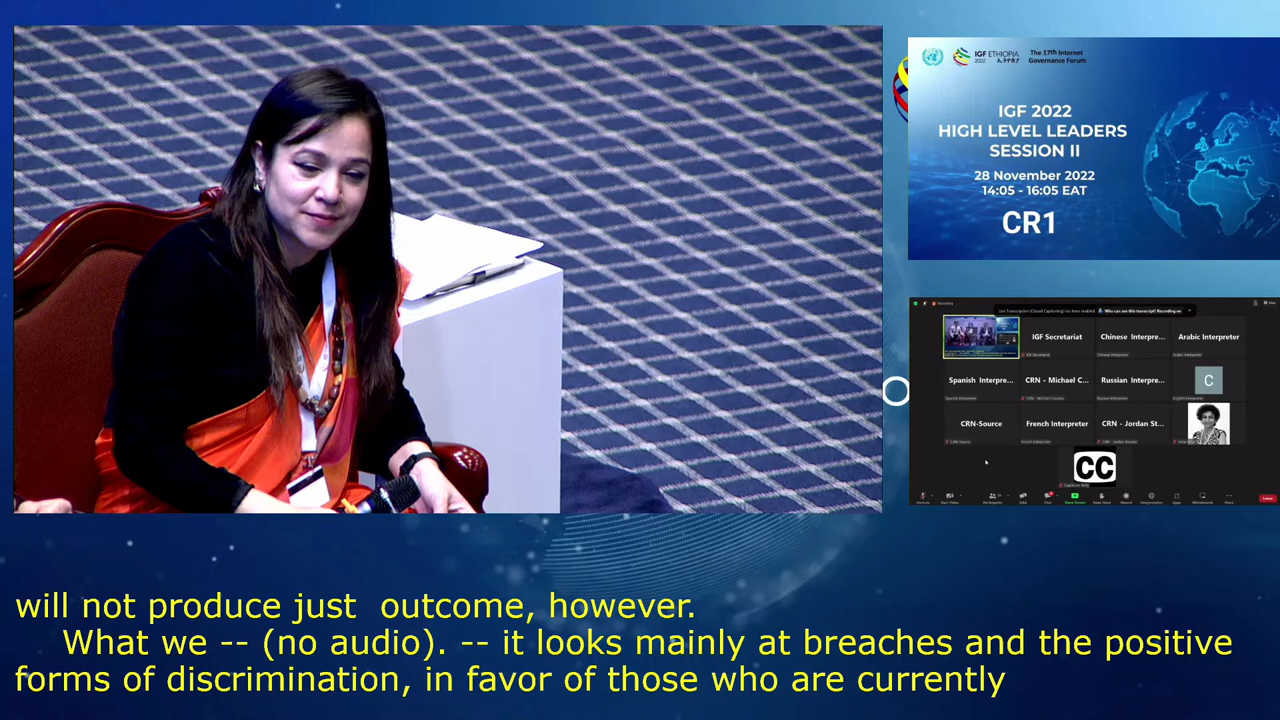 IGF ETHIOPIA
2022 ኢትዮጵያ
The 17th Internet
Governance Forum
IGF 2022
HIGH LEVEL LEADERS
SESSION II
28 November 2022
14:05 - 16:05 EAT
CR1
IGF Secretariat
Chinese Interpre...
Arabic Interpreter
Spanish Interpre...
CRN - Michael C...
Russian Interpre...
C
CRN-Source
French Interpreter
CRN - Jordan St...
CC
will not produce just outcome, however.
What we -- (no audio). -- it looks mainly at breaches and the positive
forms of discrimination, in favor of those who are currently